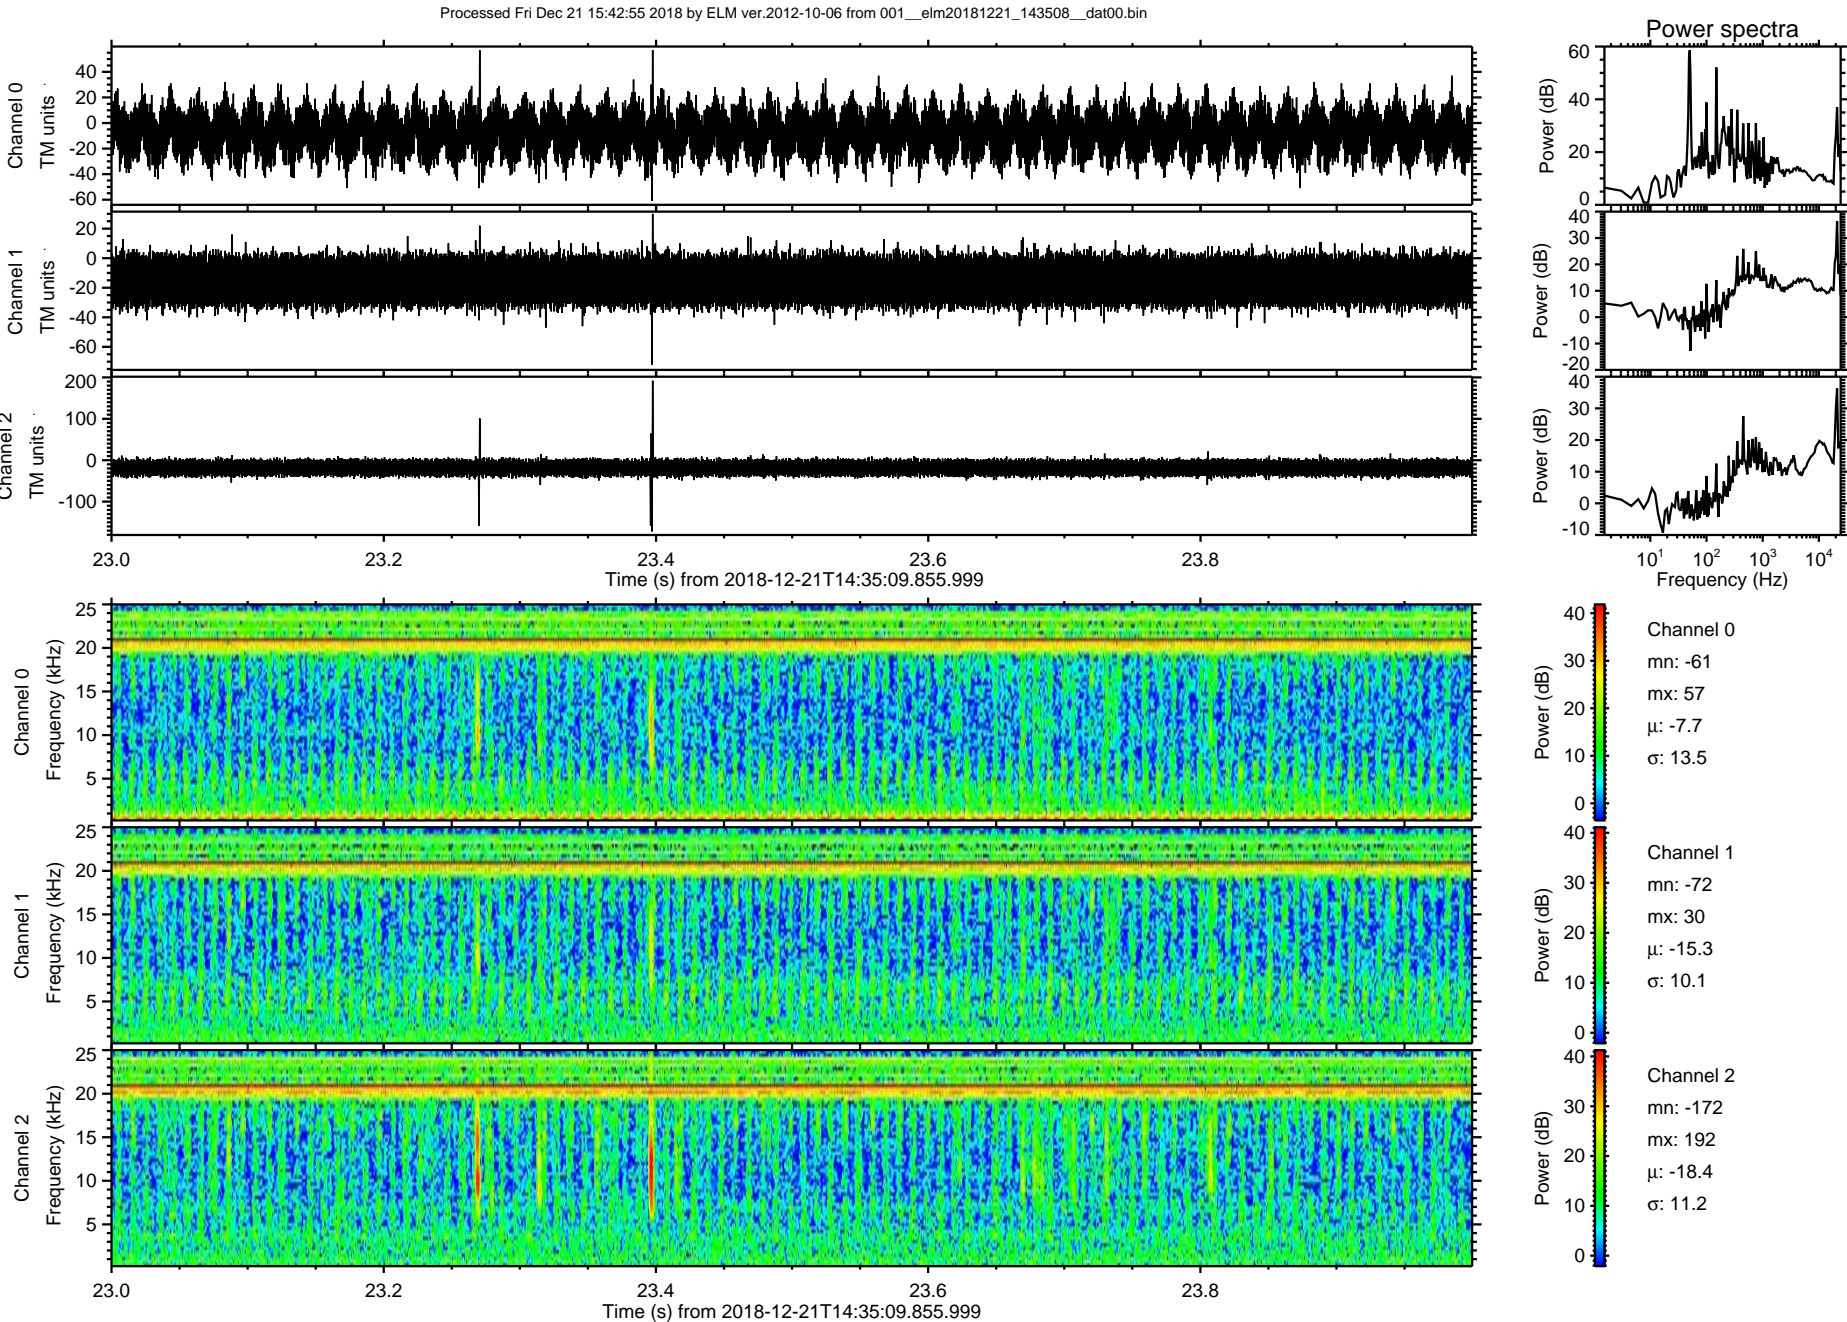 Processed Fri Dec 21 15:42:55 2018 by ELM ver.2012-10-06 from 001__elm20181221_143508__dat00.bin
Power spectra
Channel 0
TM units
40
20
0
-20
-40
-60
Power (dB)
60
40
20
0
Channel 1
TM units
20
0
-20
-40
-60
Power (dB)
40
30
20
10
0
-10
-20
Channel 2
TM units
200
100
0
-100
Power (dB)
40
30
20
10
0
-10
23.0 23.2 23.4 23.6 23.8
Time (s) from 2018-12-21T14:35:09.855.999
10¹ 10² 10³ 10⁴
Frequency (Hz)
Channel 0
Frequency (kHz)
25
20
15
10
5
Power (dB)
40
30
20
10
0
Channel 0
mn: -61
mx: 57
μ: -7.7
σ: 13.5
Channel 1
Frequency (kHz)
25
20
15
10
5
Power (dB)
40
30
20
10
0
Channel 1
mn: -72
mx: 30
μ: -15.3
σ: 10.1
Channel 2
Frequency (kHz)
25
20
15
10
5
Power (dB)
40
30
20
10
0
Channel 2
mn: -172
mx: 192
μ: -18.4
σ: 11.2
23.0 23.2 23.4 23.6 23.8
Time (s) from 2018-12-21T14:35:09.855.999